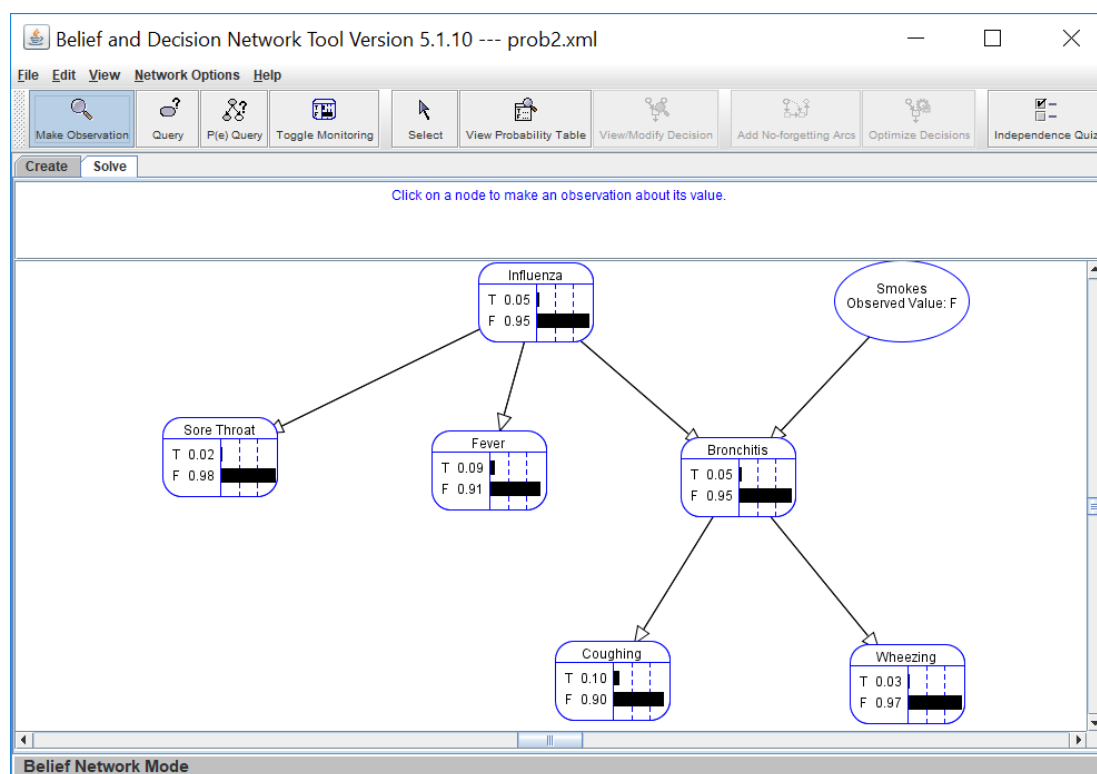 Belief and Decision Network Tool Version 5.1.10 --- prob2.xml
File Edit View Network Options Help
Make Observation Query P(e) Query Toggle Monitoring Select View Probability Table View/Modify Decision Add No-forgetting Arcs Optimize Decisions Independence Quiz
Create Solve
Click on a node to make an observation about its value.
Influenza
T 0.05
F 0.95
Smokes
Observed Value: F
Sore Throat
T 0.02
F 0.98
Fever
T 0.09
F 0.91
Bronchitis
T 0.05
F 0.95
Coughing
T 0.10
F 0.90
Wheezing
T 0.03
F 0.97
Belief Network Mode